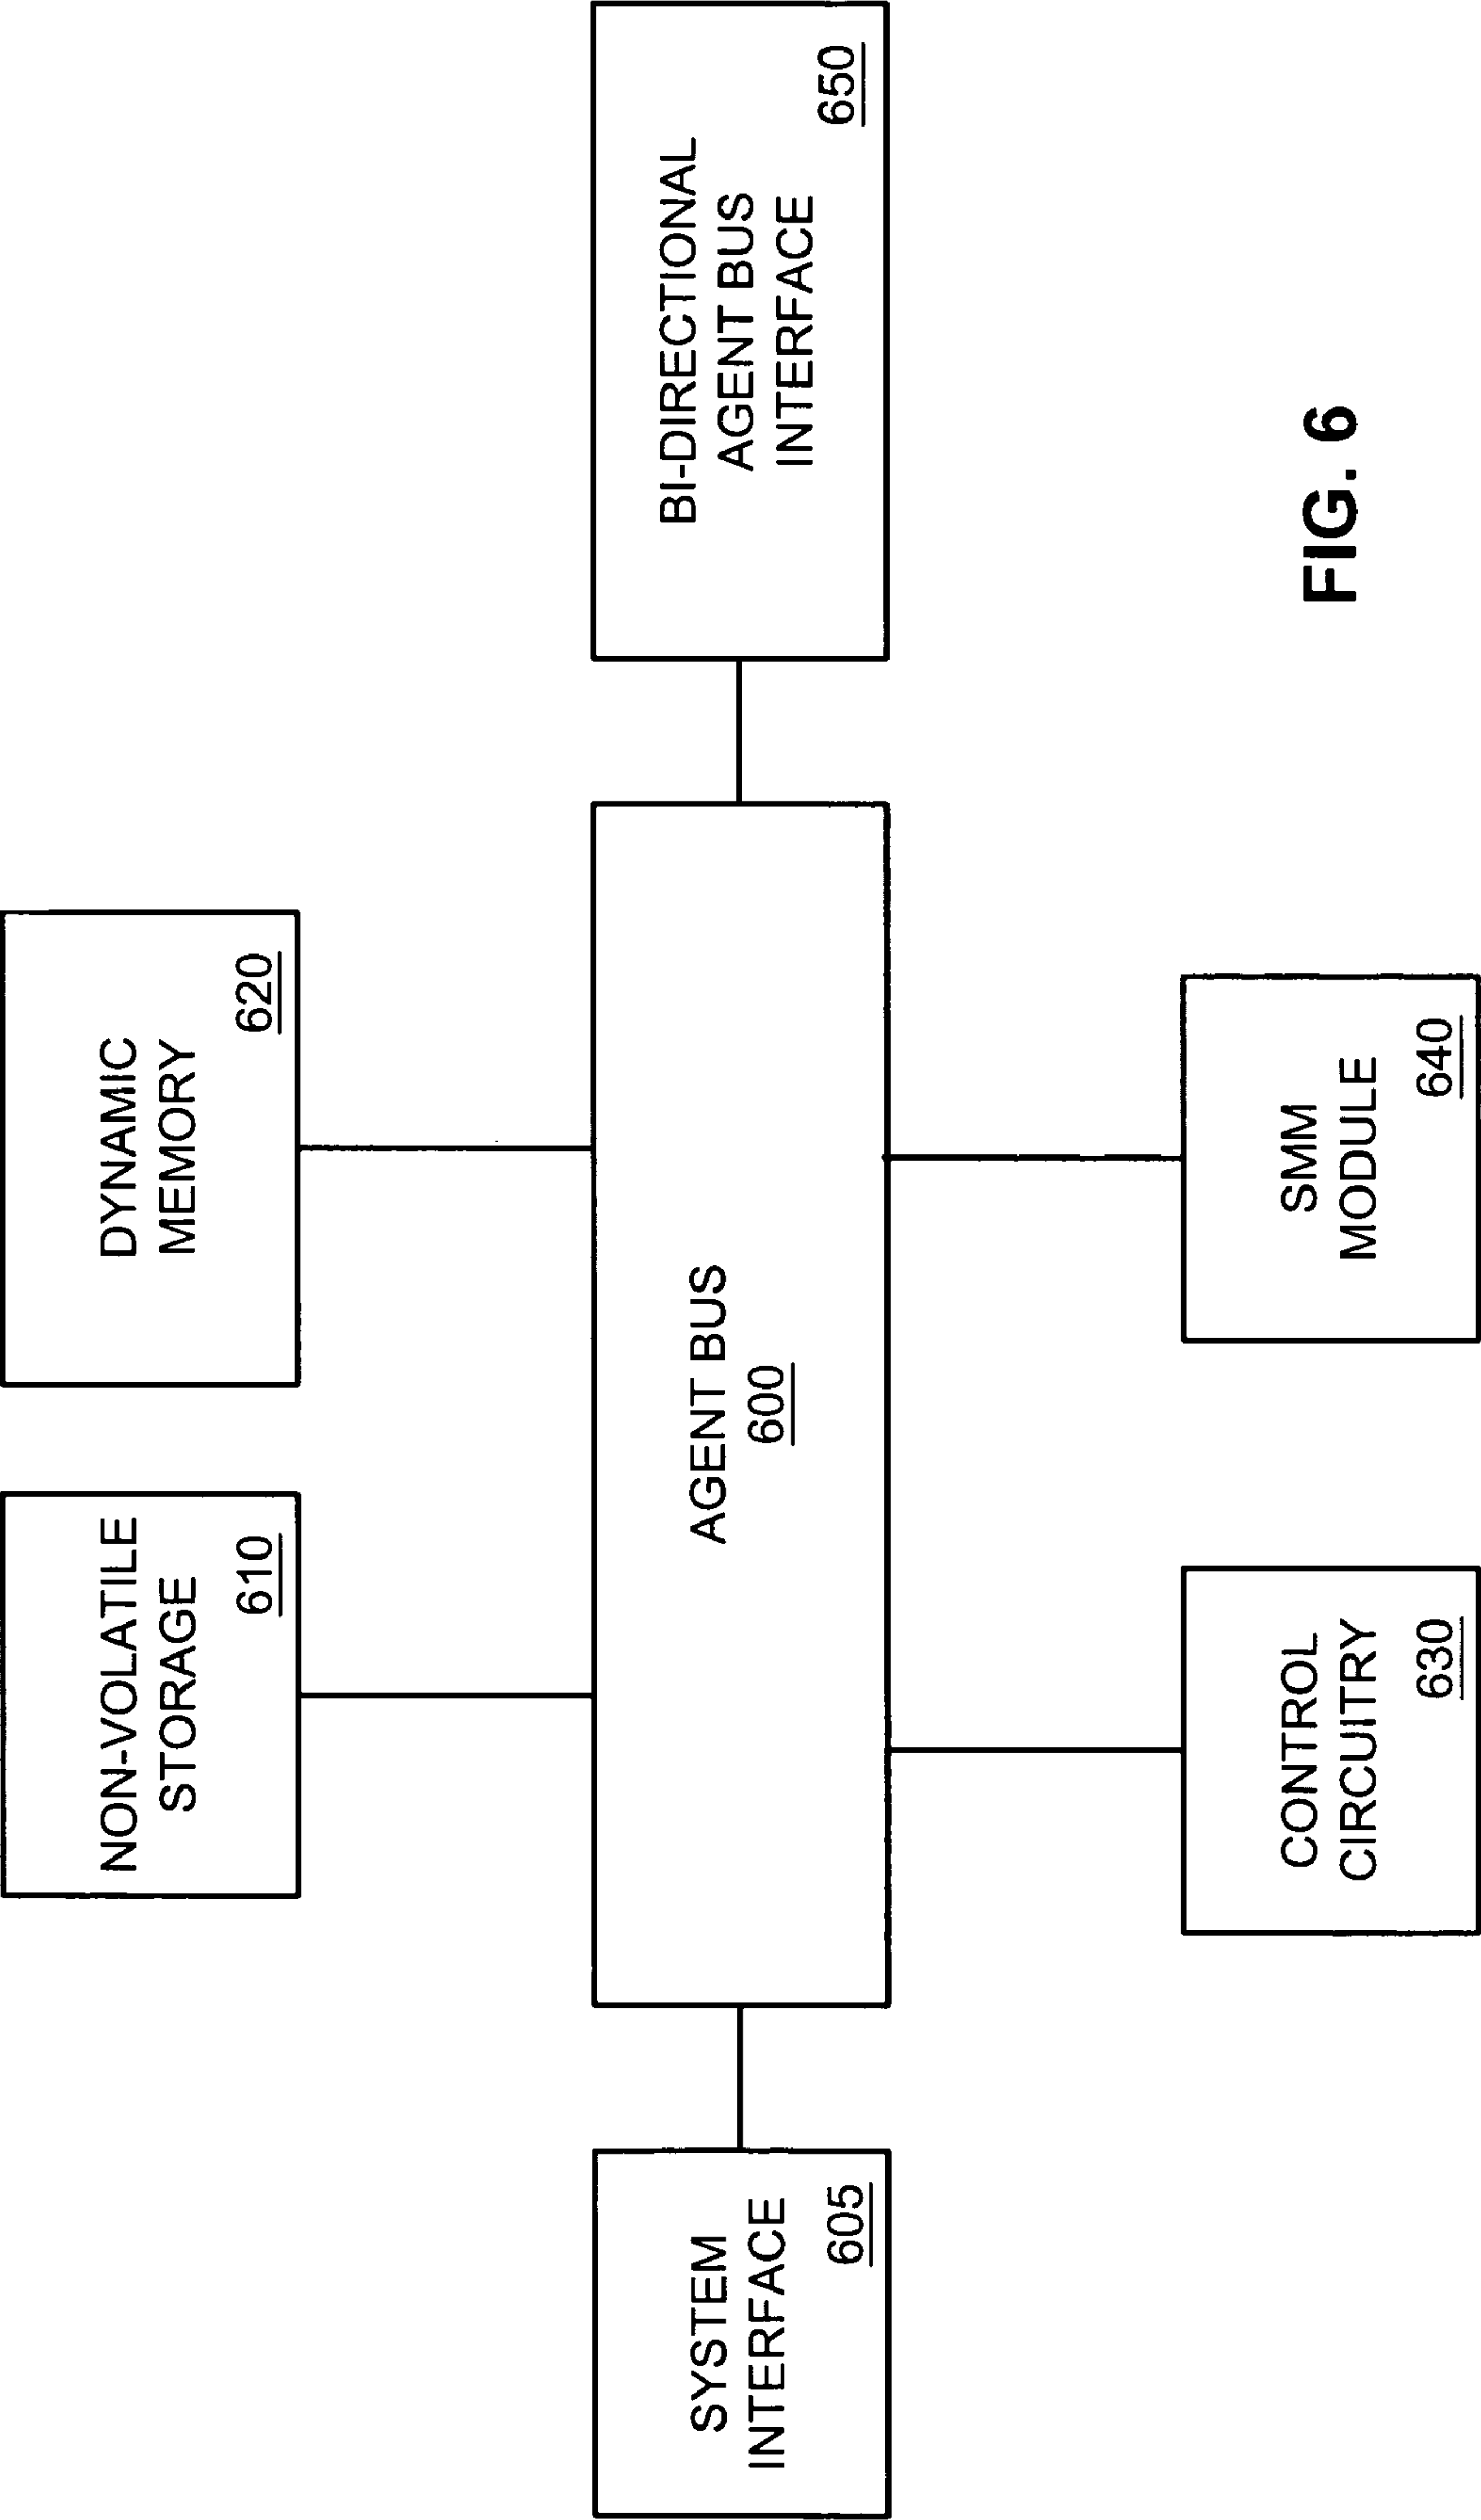 NON-VOLATILE
STORAGE
610
DYNAMIC
MEMORY
620
SYSTEM
INTERFACE
605
AGENT BUS
600
BI-DIRECTIONAL
AGENT BUS
INTERFACE
650
CONTROL
CIRCUITRY
630
SMM
MODULE
640
FIG. 6